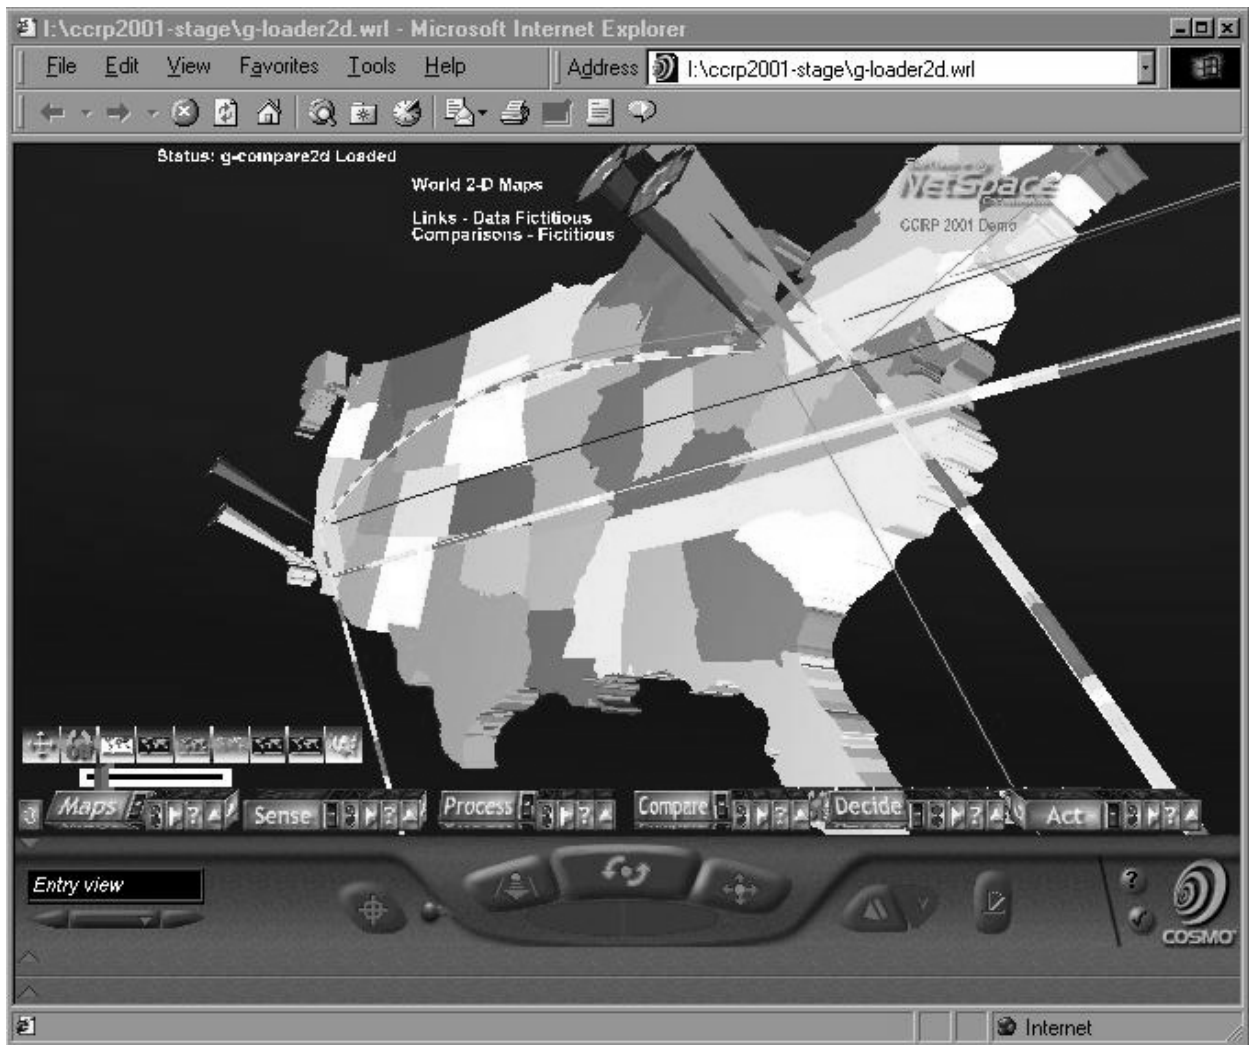 I:\ccrp2001-stage\g-loader2d.wrl - Microsoft Internet Explorer
File Edit View Favorites Tools Help Address I:\ccrp2001-stage\g-loader2d.wrl
Status: g-compare2d Loaded
World 2-D Maps
Links - Data Fictitious
Comparisons - Fictitious
NetSpace
CCRP 2001 Demo
Maps ? Sense ? Process ? Compare ? Decide ? Act ?
Entry view
?
COSMO
Internet